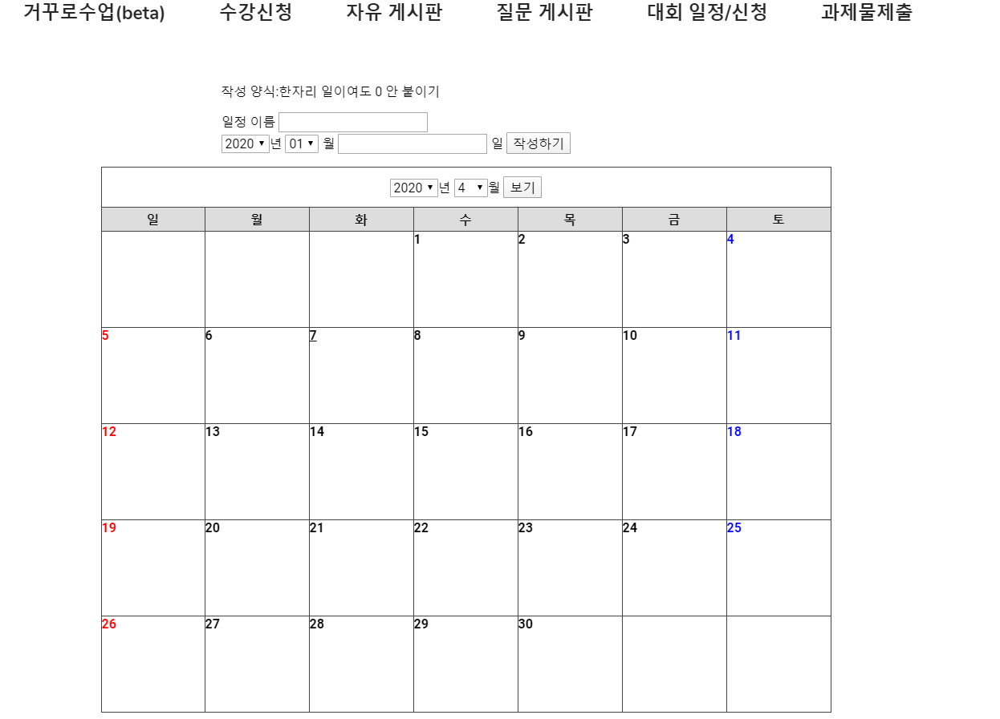 거꾸로수업(beta) 수강신청 자유 게시판 질문 게시판 대회 일정/신청 과제물제출
작성 양식:한자리 일이여도 0 안 붙이기
일정 이름
2020 년 01 월 일 작성하기
2020 년 4 월 보기
일 월 화 수 목 금 토
1 2 3 4
5 6 7 8 9 10 11
12 13 14 15 16 17 18
19 20 21 22 23 24 25
26 27 28 29 30